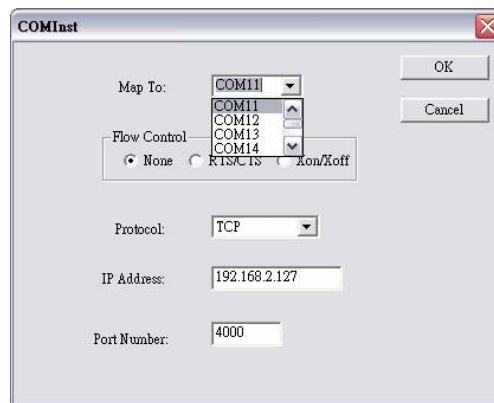 COMInst
OK
Map To: COM11
Cancel
COM11
COM12
COM13
COM14
Flow Control
None RTS/CTS Xon/Xoff
Protocol: TCP
IP Address: 192.168.2.127
Port Number: 4000